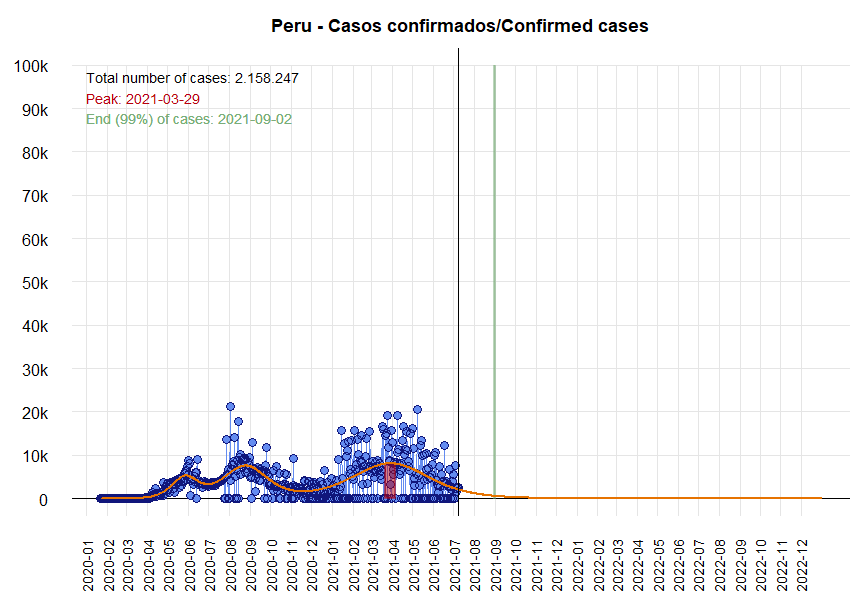 Peru - Casos confirmados/Confirmed cases
Total number of cases: 2.158.247
Peak: 2021-03-29
End (99%) of cases: 2021-09-02
100k
90k
80k
70k
60k
50k
40k
30k
20k
10k
0
2020-01
2020-02
2020-03
2020-04
2020-05
2020-06
2020-07
2020-08
2020-09
2020-10
2020-11
2020-12
2021-01
2021-02
2021-03
2021-04
2021-05
2021-06
2021-07
2021-08
2021-09
2021-10
2021-11
2021-12
2022-01
2022-02
2022-03
2022-04
2022-05
2022-06
2022-07
2022-08
2022-09
2022-10
2022-11
2022-12